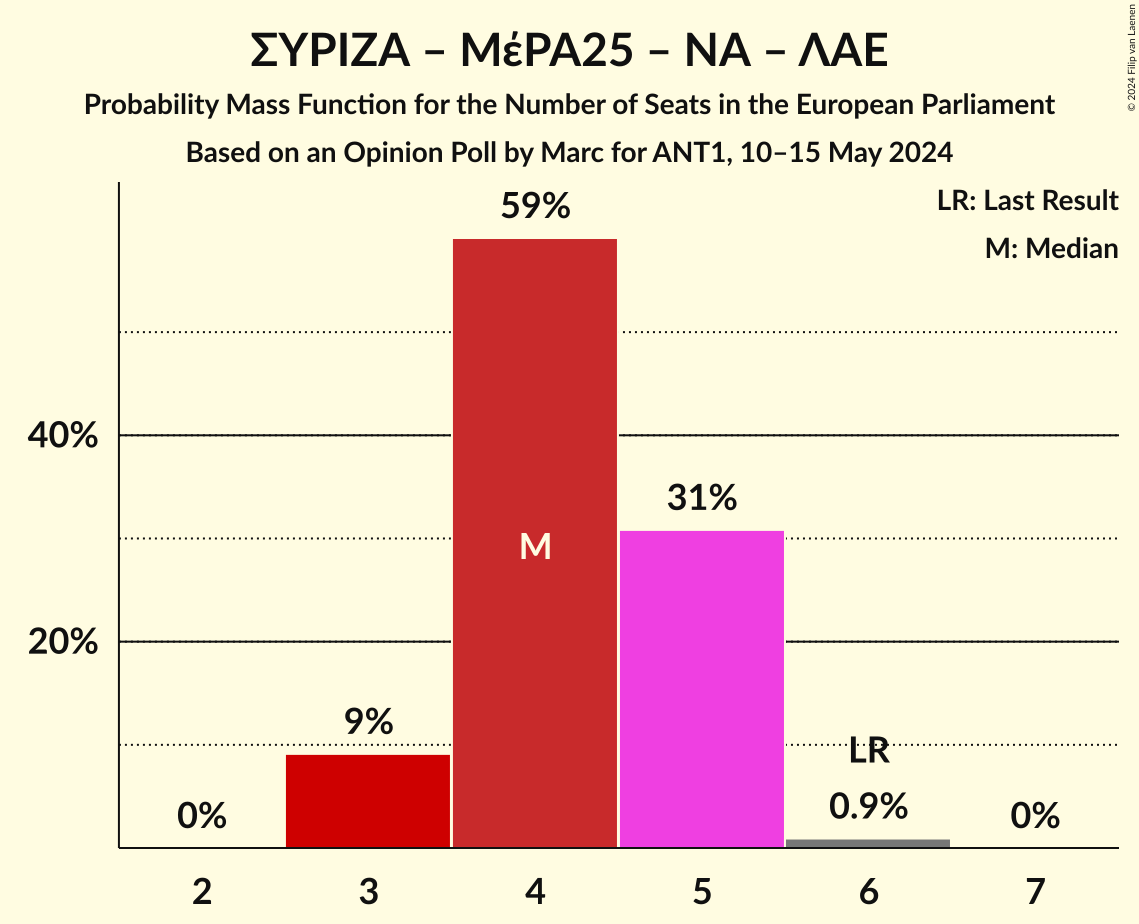 ΣΥΡΙΖΑ – ΜέΡΑ25 – ΝΑ – ΛΑΕ
Probability Mass Function for the Number of Seats in the European Parliament
Based on an Opinion Poll by Marc for ANT1, 10–15 May 2024
© 2024 Filip van Laenen
LR: Last Result
M: Median
59%
40%
31%
M
20%
9%
LR
0%
0.9%
0%
2 3 4 5 6 7